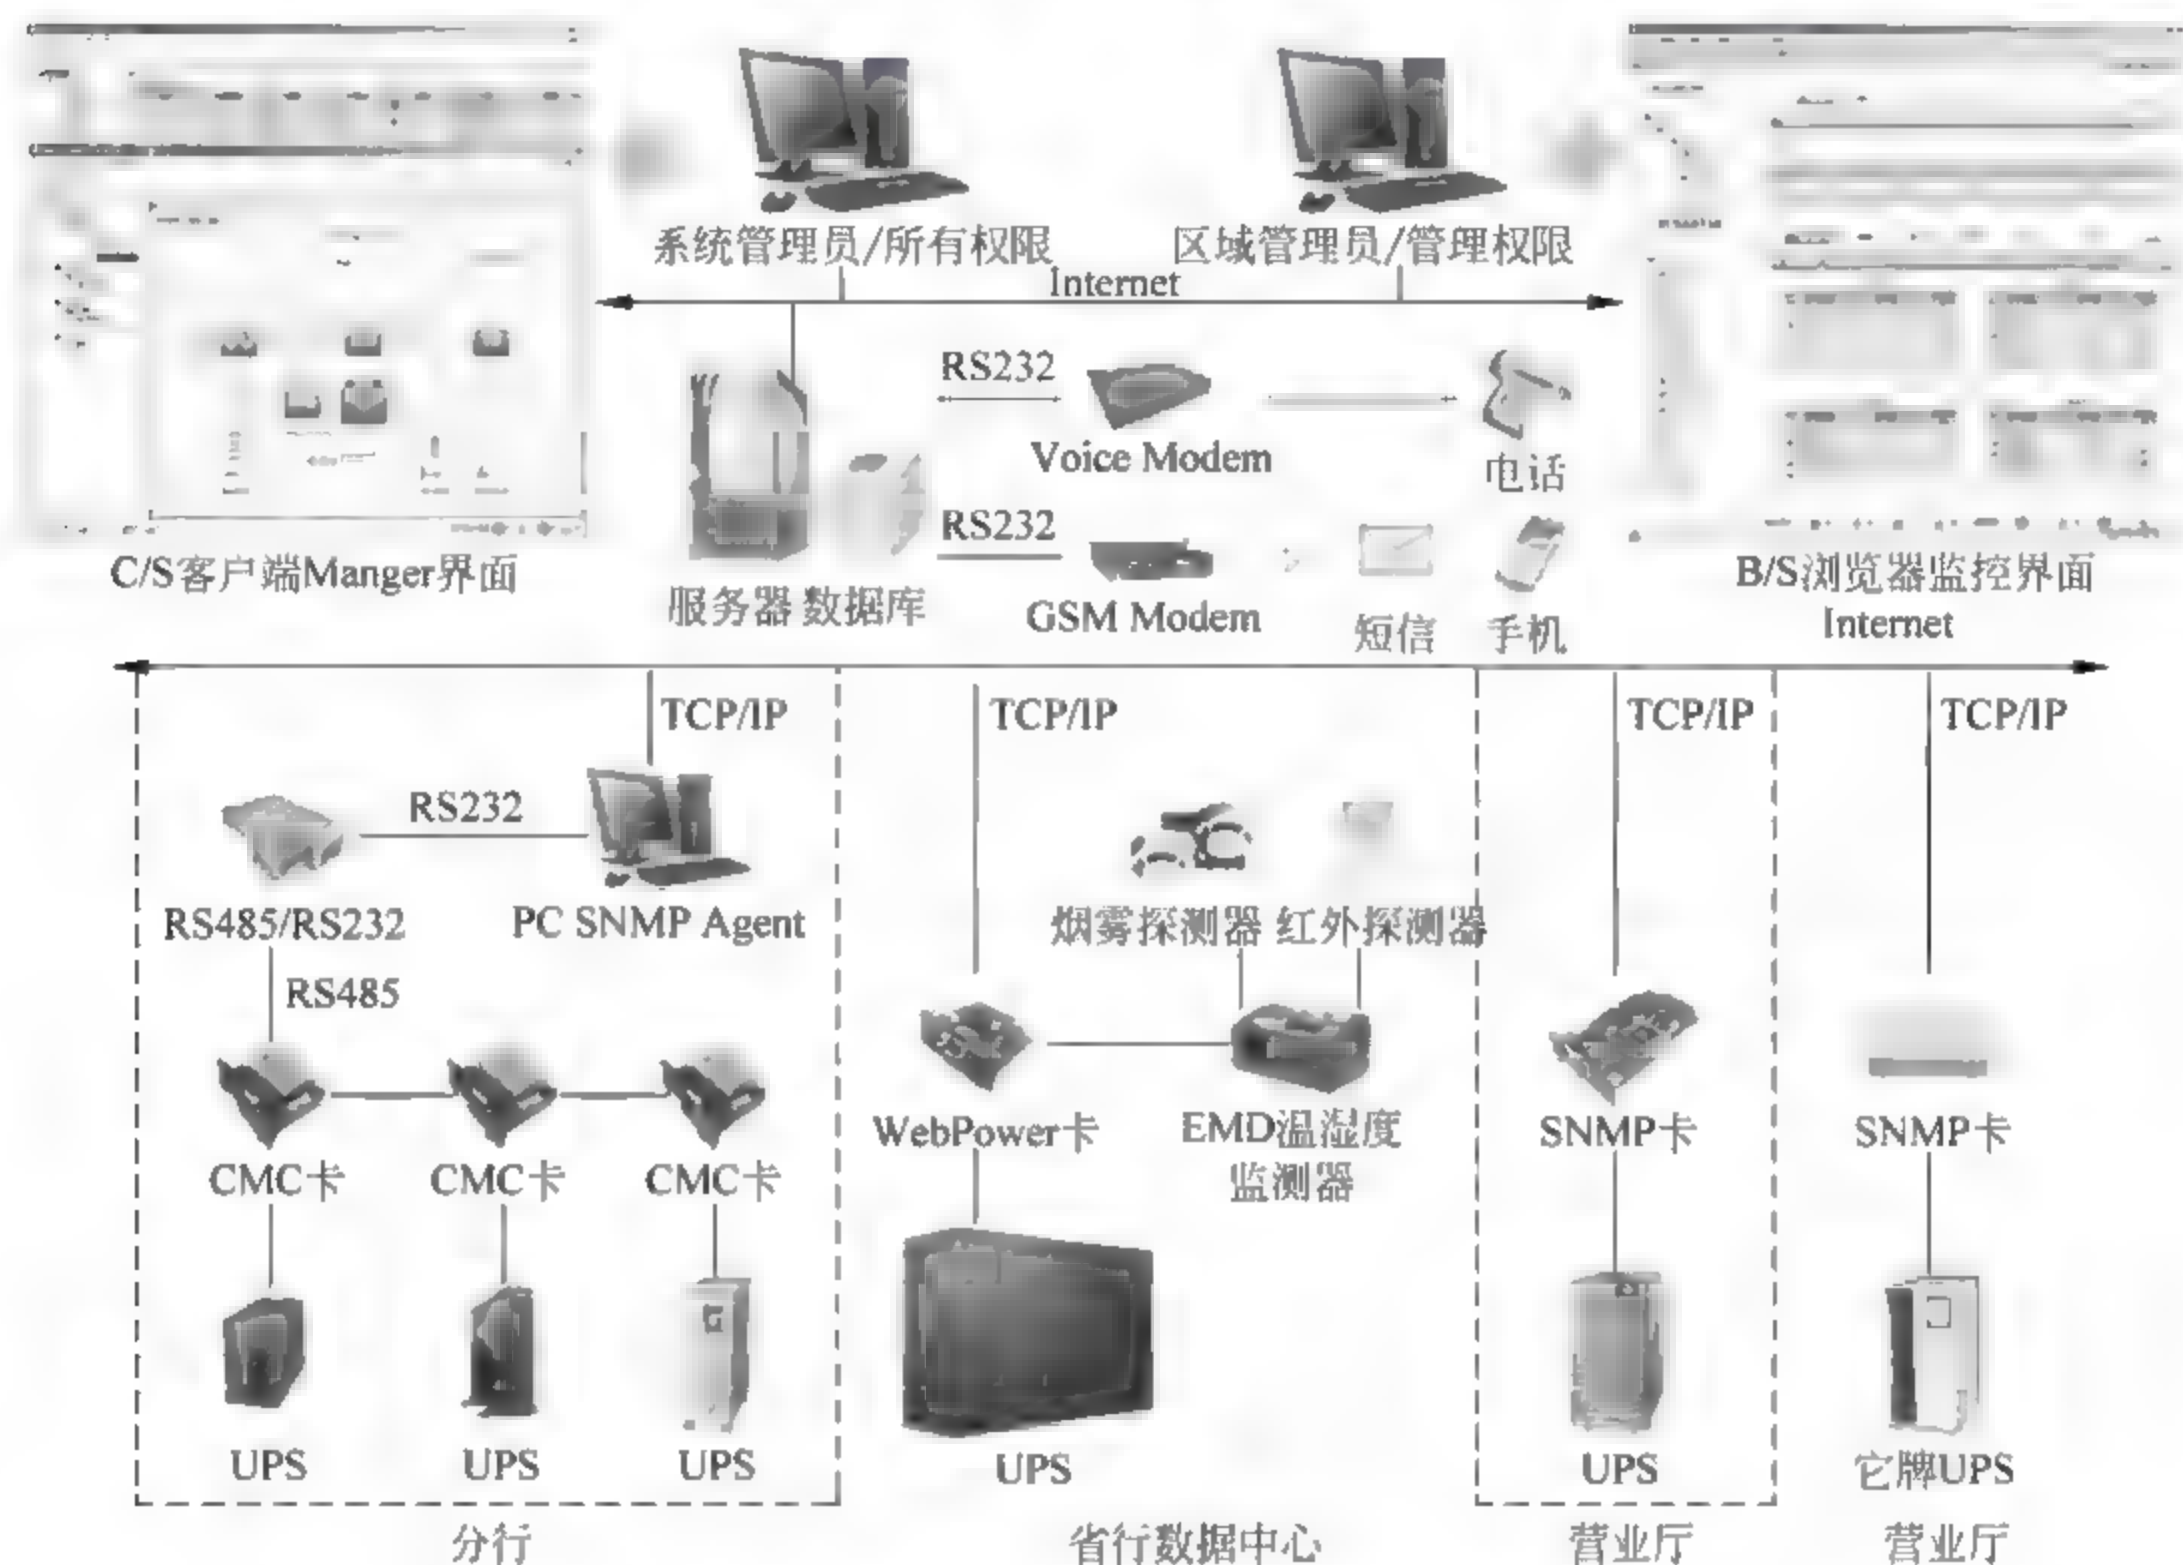 系统管理员/所有权限
区域管理员/管理权限
Internet
RS232
Voice Modem
电话
RS232
C/S客户端Manger界面
服务器 数据库
GSM Modem
短信
手机
B/S浏览器监控界面
Internet
TCP/IP
TCP/IP
TCP/IP
TCP/IP
RS232
RS485/RS232
PC SNMP Agent
烟雾探测器 红外探测器
RS485
WebPower卡
EMD温湿度
监测器
SNMP卡
SNMP卡
CMC卡
CMC卡
CMC卡
UPS
UPS
UPS
UPS
UPS
它牌UPS
分行
省行数据中心
营业厅
营业厅